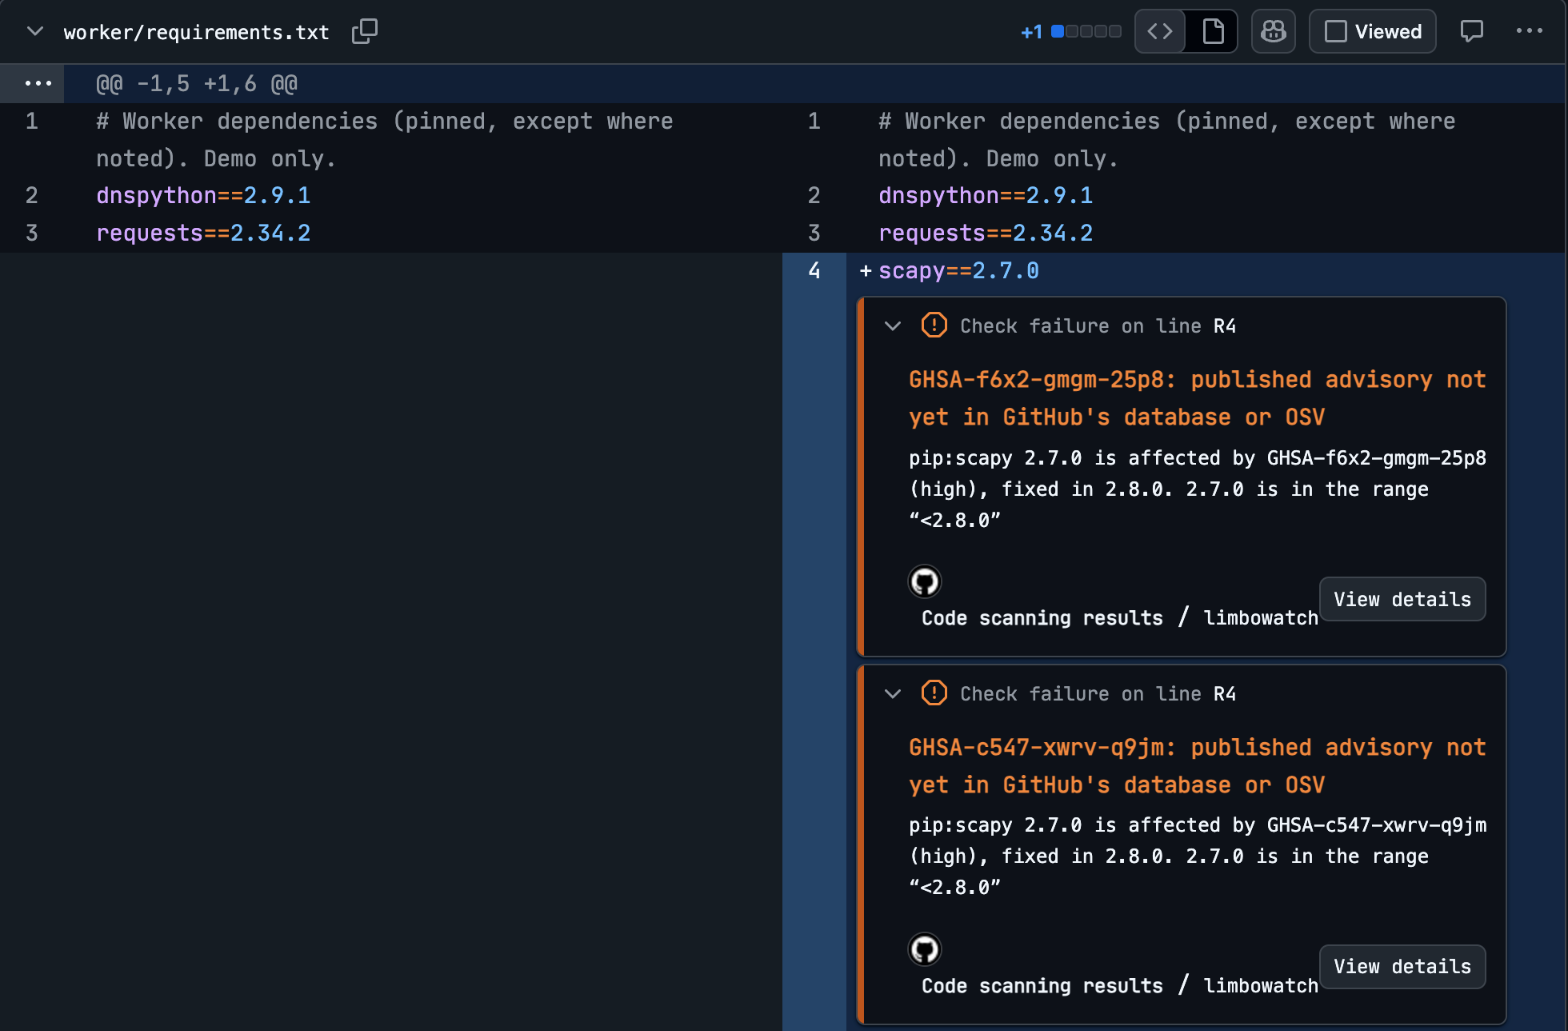 worker/requirements.txt
+1
Viewed
@@ -1,5 +1,6 @@
1 # Worker dependencies (pinned, except where
noted). Demo only.
2 dnspython==2.9.1
3 requests==2.34.2
1 # Worker dependencies (pinned, except where
noted). Demo only.
2 dnspython==2.9.1
3 requests==2.34.2
4 + scapy==2.7.0
Check failure on line R4
GHSA-f6x2-gmgm-25p8: published advisory not
yet in GitHub's database or OSV
pip:scapy 2.7.0 is affected by GHSA-f6x2-gmgm-25p8
(high), fixed in 2.8.0. 2.7.0 is in the range
“<2.8.0”
Code scanning results / limbowatch
View details
Check failure on line R4
GHSA-c547-xwrv-q9jm: published advisory not
yet in GitHub's database or OSV
pip:scapy 2.7.0 is affected by GHSA-c547-xwrv-q9jm
(high), fixed in 2.8.0. 2.7.0 is in the range
“<2.8.0”
Code scanning results / limbowatch
View details